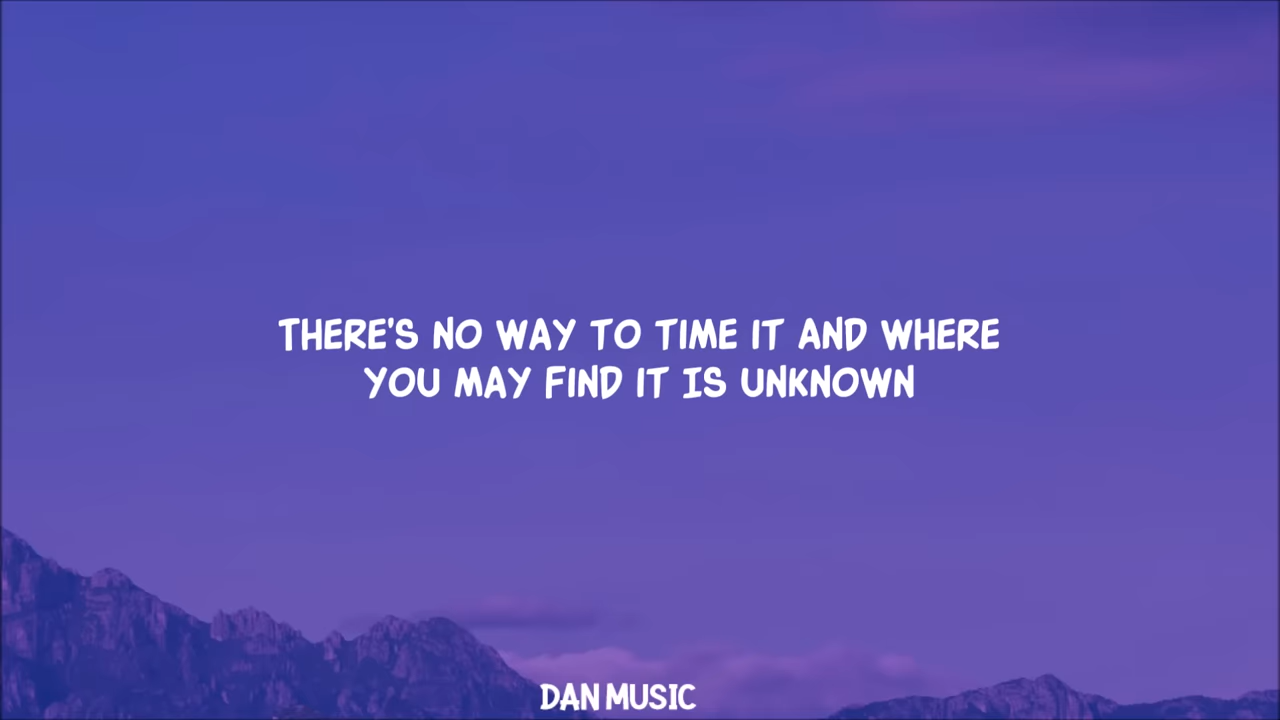 THERE'S NO WAY TO TIME IT AND WHERE
YOU MAY FIND IT IS UNKNOWN
DAN MUSIC